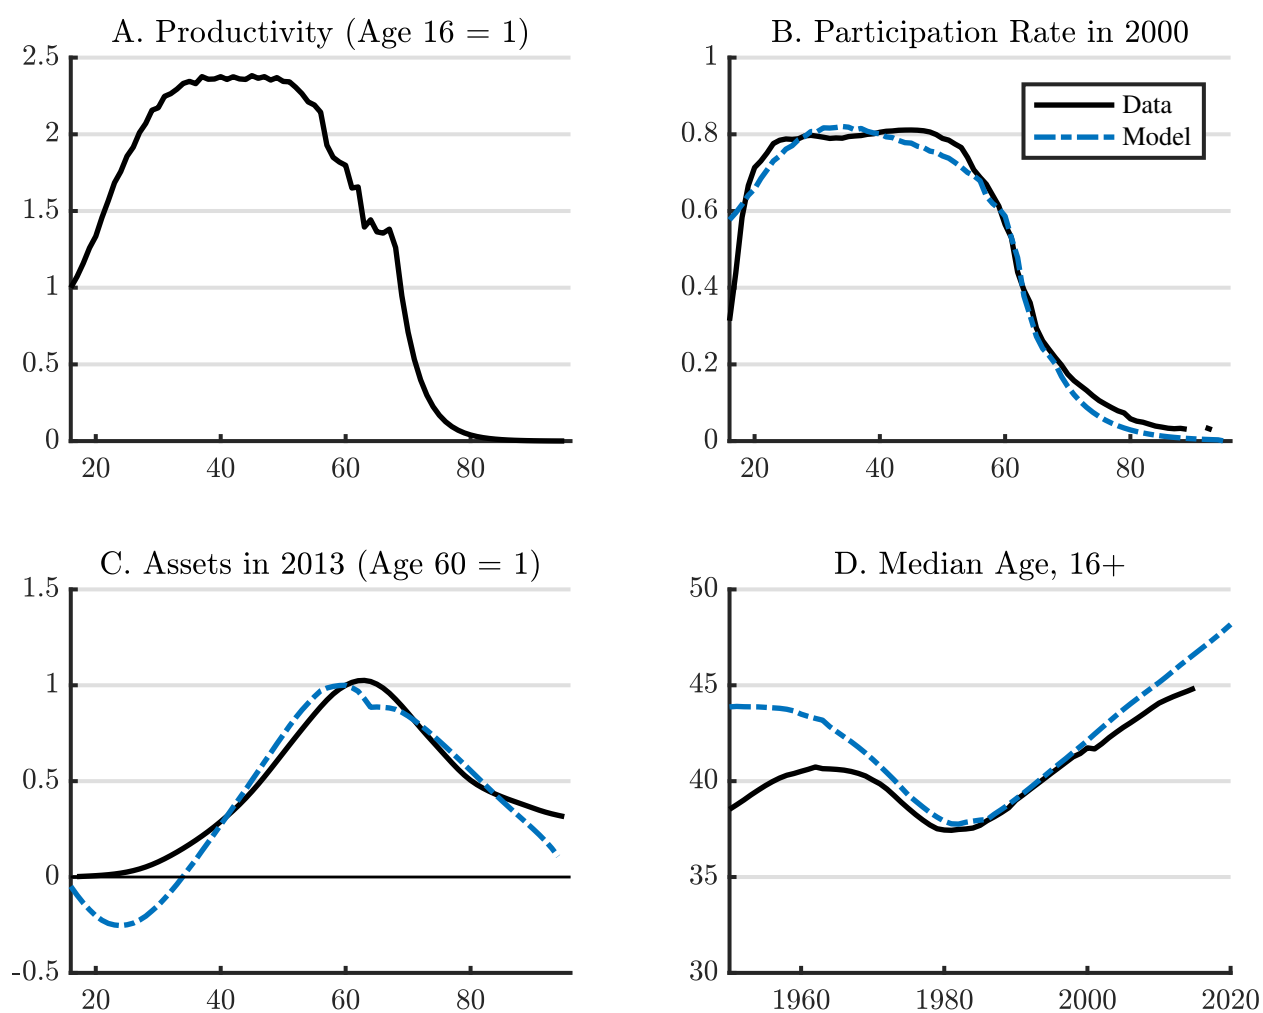 A. Productivity (Age 16 = 1)
2.5
2
1.5
1
0.5
0
20 40 60 80
B. Participation Rate in 2000
1
0.8
0.6
0.4
0.2
0
Data
Model
20 40 60 80
C. Assets in 2013 (Age 60 = 1)
1.5
1
0.5
0
-0.5
20 40 60 80
D. Median Age, 16+
50
45
40
35
30
1960 1980 2000 2020